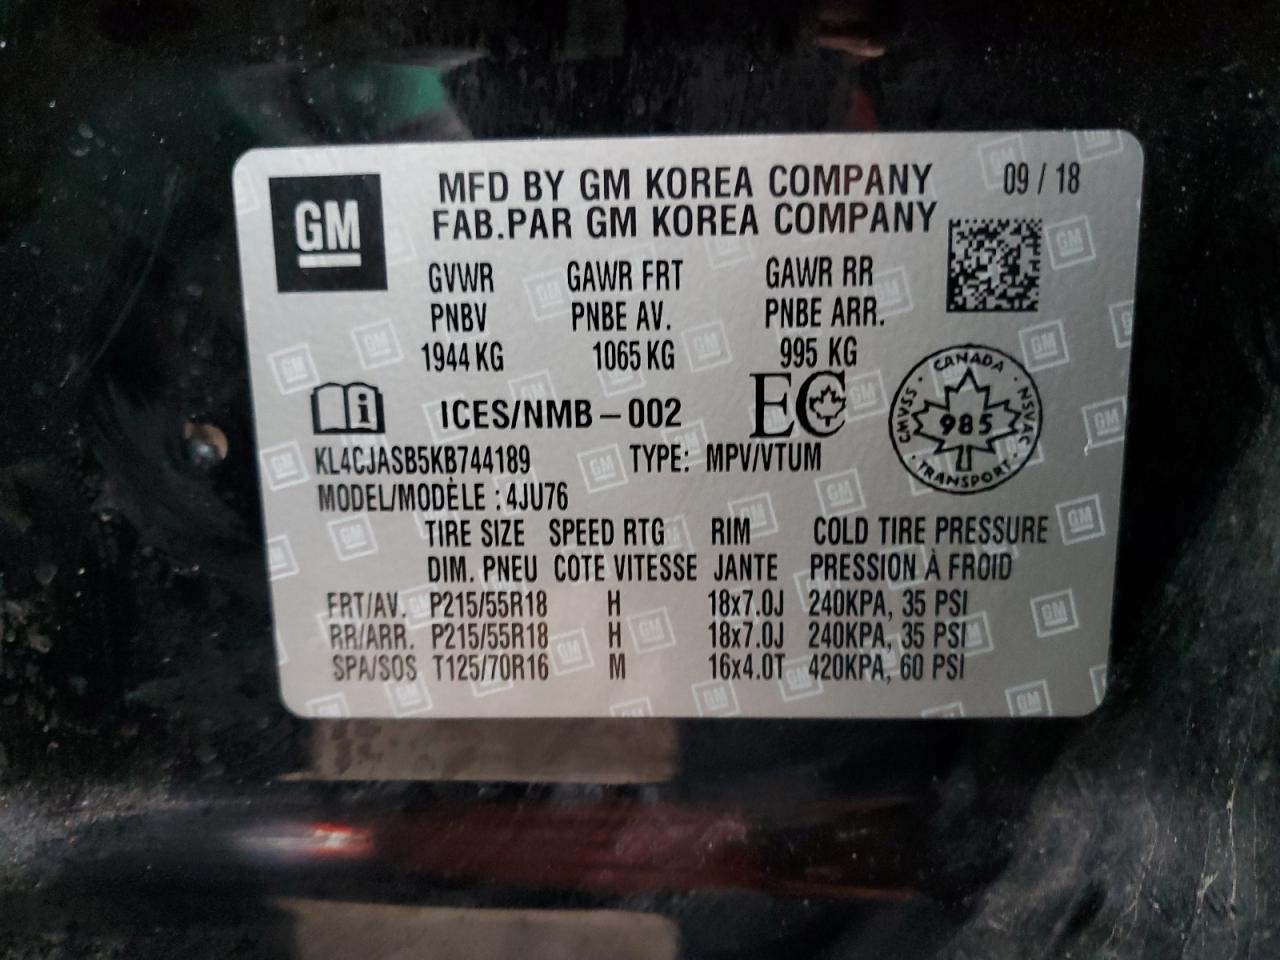 GM
MFD BY GM KOREA COMPANY 09 / 18
FAB.PAR GM KOREA COMPANY
GVWR GAWR FRT GAWR RR
PNBV PNBE AV. PNBE ARR.
1944 KG 1065 KG 995 KG
ICES/NMB – 002 EC
CANADA · NSVAC · TRANSPORT · CMVSS ·
985
KL4CJASB5KB744189 TYPE: MPV/VTUM
MODEL/MODÈLE : 4JU76
TIRE SIZE SPEED RTG RIM COLD TIRE PRESSURE
DIM. PNEU COTE VITESSE JANTE PRESSION À FROID
FRT/AV. P215/55R18 H 18x7.0J 240KPA, 35 PSI
RR/ARR. P215/55R18 H 18x7.0J 240KPA, 35 PSI
SPA/SOS T125/70R16 M 16x4.0T 420KPA, 60 PSI